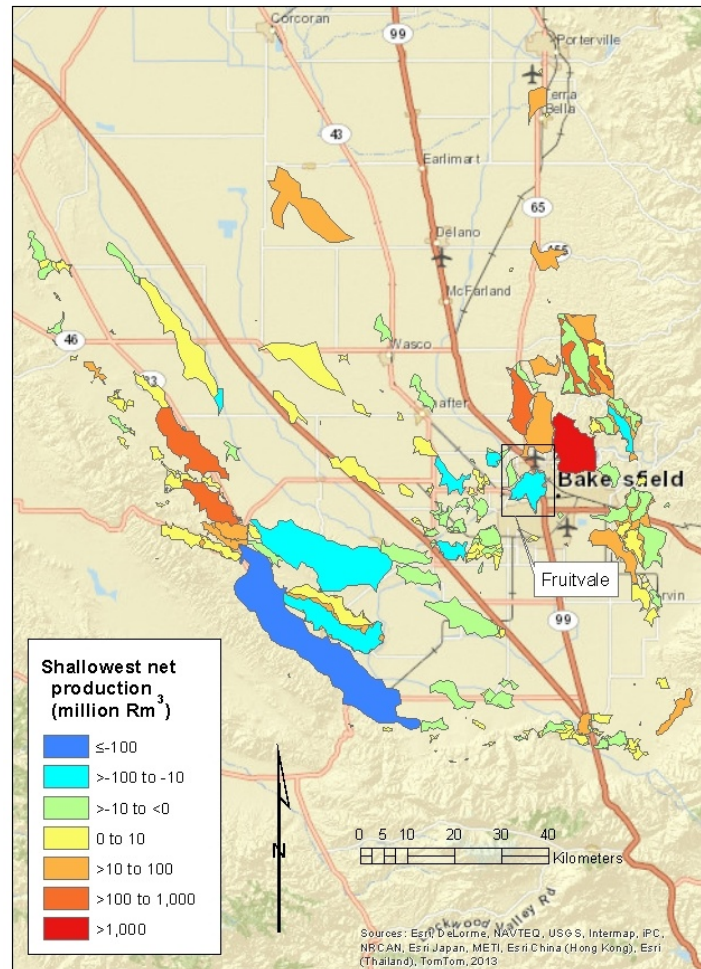 Corcoran
99
Porterville
Terra
Bella
43
Earlimart
65
Delano
155
McFarland
46
Wasco
33
hafter
Bakersfield
Fruitvale
rvin
99
Shallowest net
production
(million Rm³)
≤-100
>-100 to -10
>-10 to <0
0 to 10
>10 to 100
>100 to 1,000
>1,000
N
0 5 10 20 30 40
Kilometers
Lockwood Valley Rd
Sources: Esri, DeLorme, NAVTEQ, USGS, Intermap, iPC,
NRCAN, Esri Japan, METI, Esri China (Hong Kong), Esri
(Thailand), TomTom, 2013